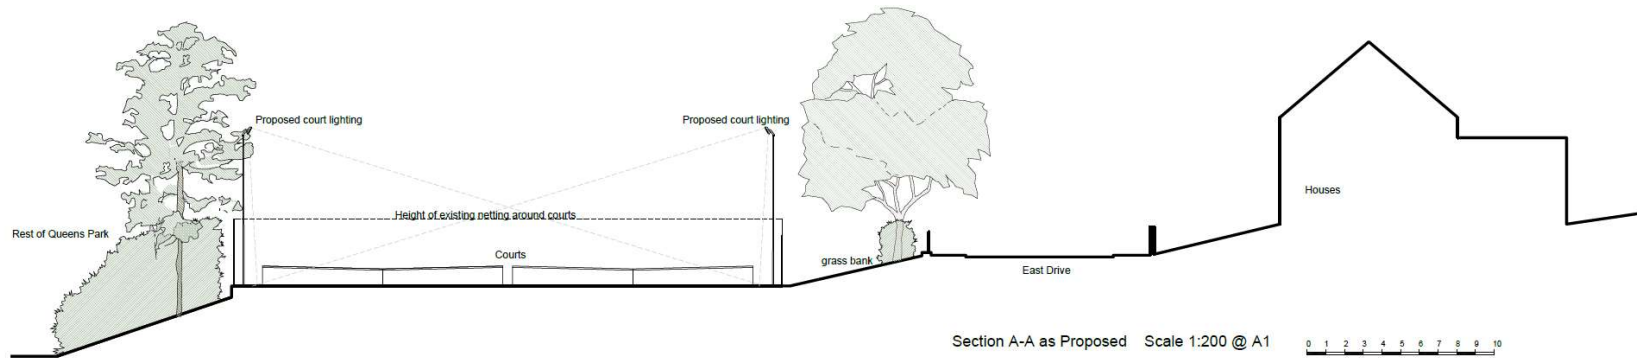 Proposed court lighting
Proposed court lighting
Height of existing netting around courts
Houses
Rest of Queens Park
Courts
grass bank
East Drive
Section A-A as Proposed Scale 1:200 @ A1
0 1 2 3 4 5 6 7 8 9 10